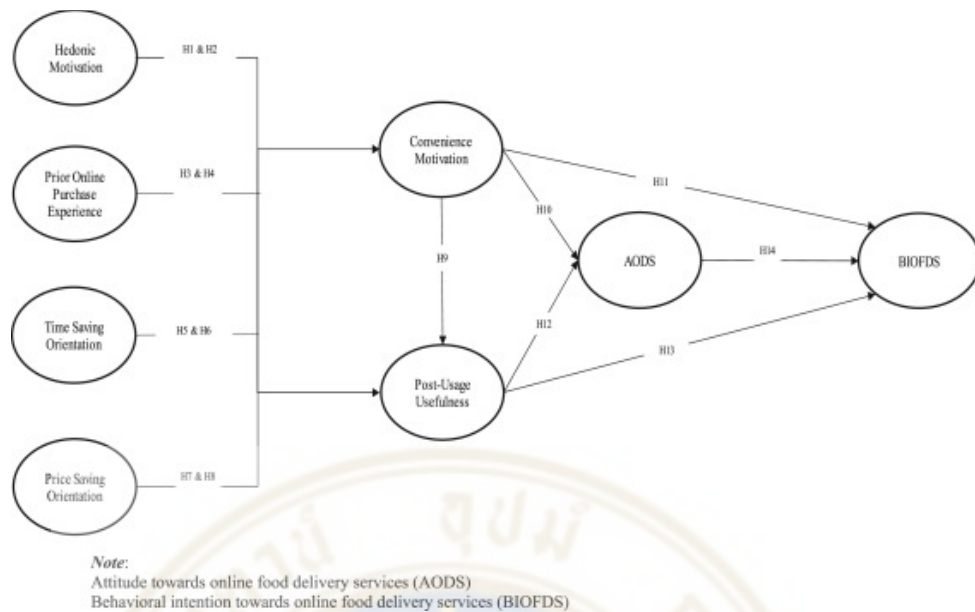 Hedonic
Motivation
H1 & H2
Prior Online
Purchase
Experience
H3 & H4
Time Saving
Orientation
H5 & H6
Price Saving
Orientation
H7 & H8
Convenience
Motivation
H9
Post-Usage
Usefulness
H10
H11
H12
H13
AODS
H14
BIOFDS
Note:
Attitude towards online food delivery services (AODS)
Behavioral intention towards online food delivery services (BIOFDS)